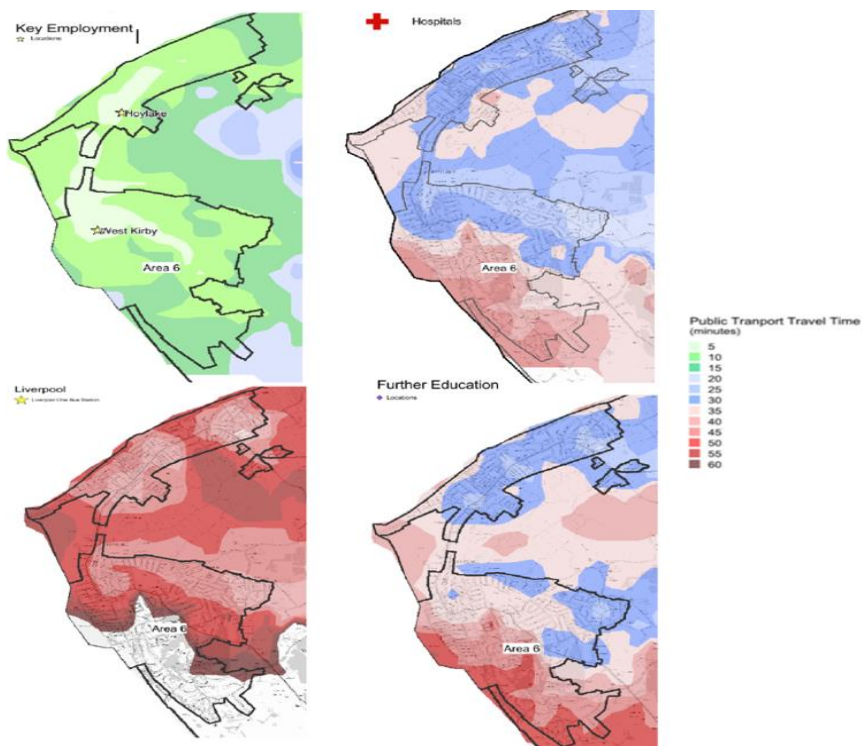 Key Employment
Locations
Hoylake
West Kirby
Area 6
Hospitals
Area 6
Liverpool
Liverpool One Bus Station
Area 6
Further Education
Locations
Area 6
Public Tranport Travel Time
(minutes)
5
10
15
20
25
30
35
40
45
50
55
60